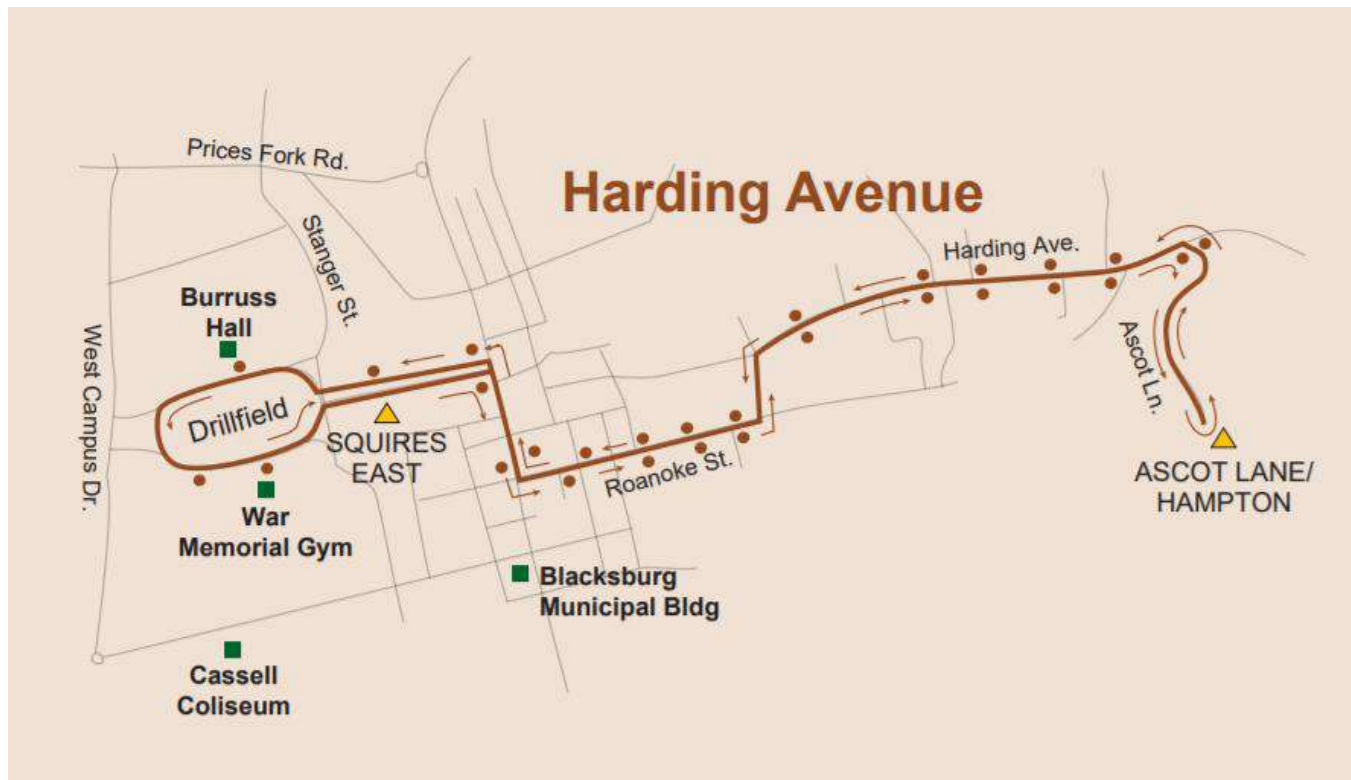 Harding Avenue
Prices Fork Rd.
Stanger St.
Harding Ave.
Burruss
Hall
West Campus Dr.
Drillfield
SQUIRES
EAST
Ascot Ln.
Roanoke St.
ASCOT LANE/
HAMPTON
War
Memorial Gym
Blacksburg
Municipal Bldg
Cassell
Coliseum